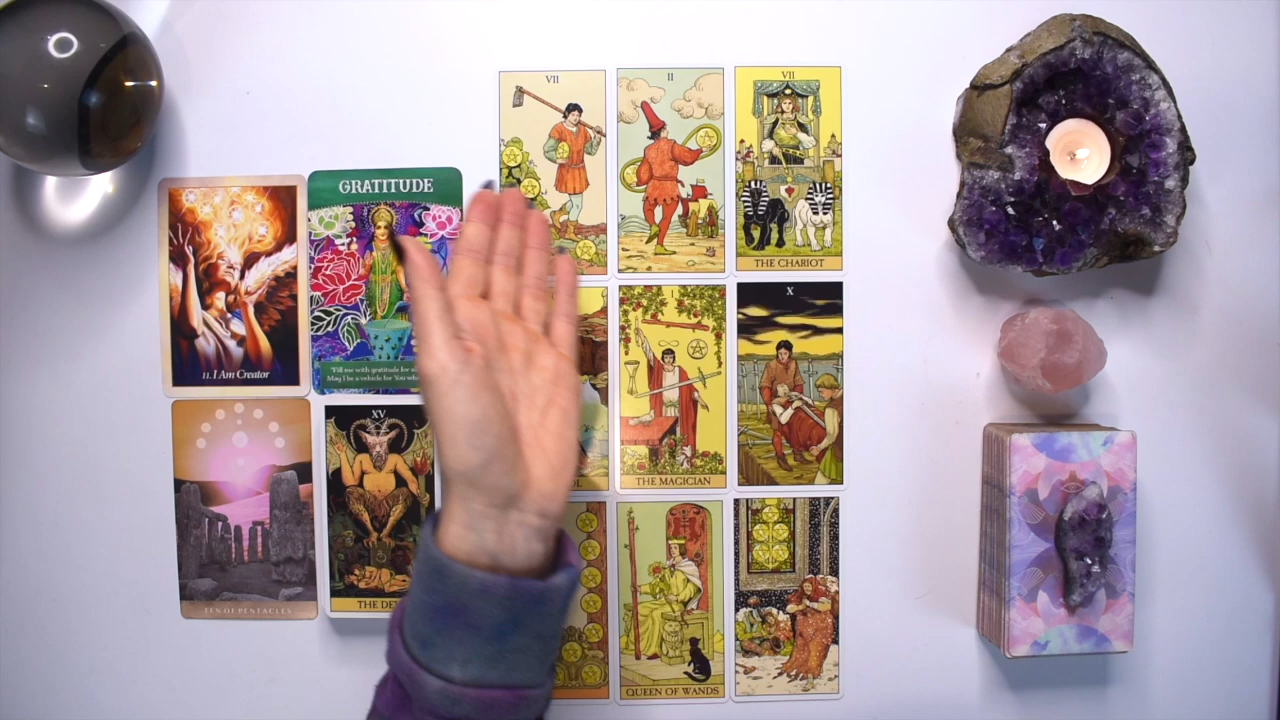 VII
II
VII
THE CHARIOT
GRATITUDE
"Fill me with gratitude for
May I be a vehicle for You
11. I Am Creator
I
X
THE MAGICIAN
XV
TEN OF PENTACLES
QUEEN OF WANDS